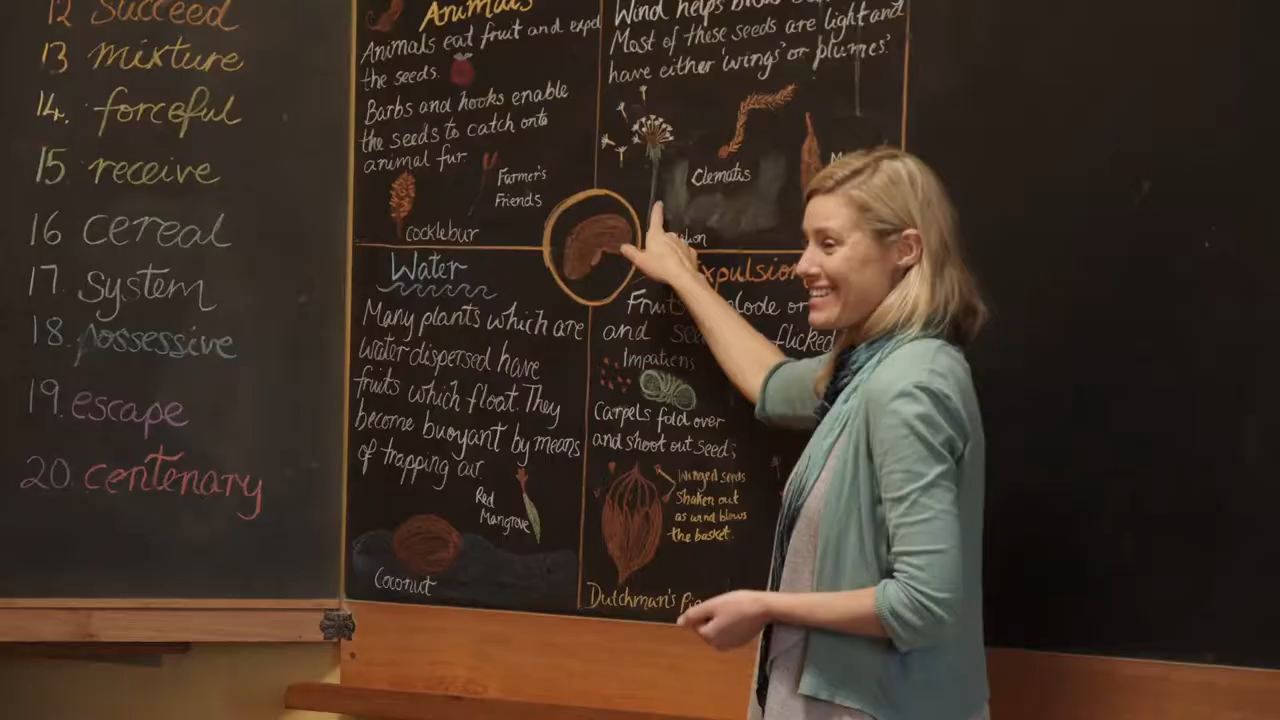 12 Succeed
13 mixture
14. forceful
15 receive
16 cereal
17. system
18. possessive
19. escape
20. centenary
Animals
Animals eat fruit and expel
the seeds.
Barbs and hooks enable
the seeds to catch onto
animal fur.
Farmer's
Friends
Cocklebur
Wind helps
Most of these seeds are light and
have either 'wings' or plumes'
Clematis
Water
Many plants which are
water dispersed have
fruits which float. They
become buoyant by means
of trapping air.
Red
Mangrove
Coconut
Expulsion
Fruits explode or
and flicked
Impatiens
Carpels fold over
and shoot out seed;
Winged seeds
Shaken out
as wind blows
the basket.
Dutchman's